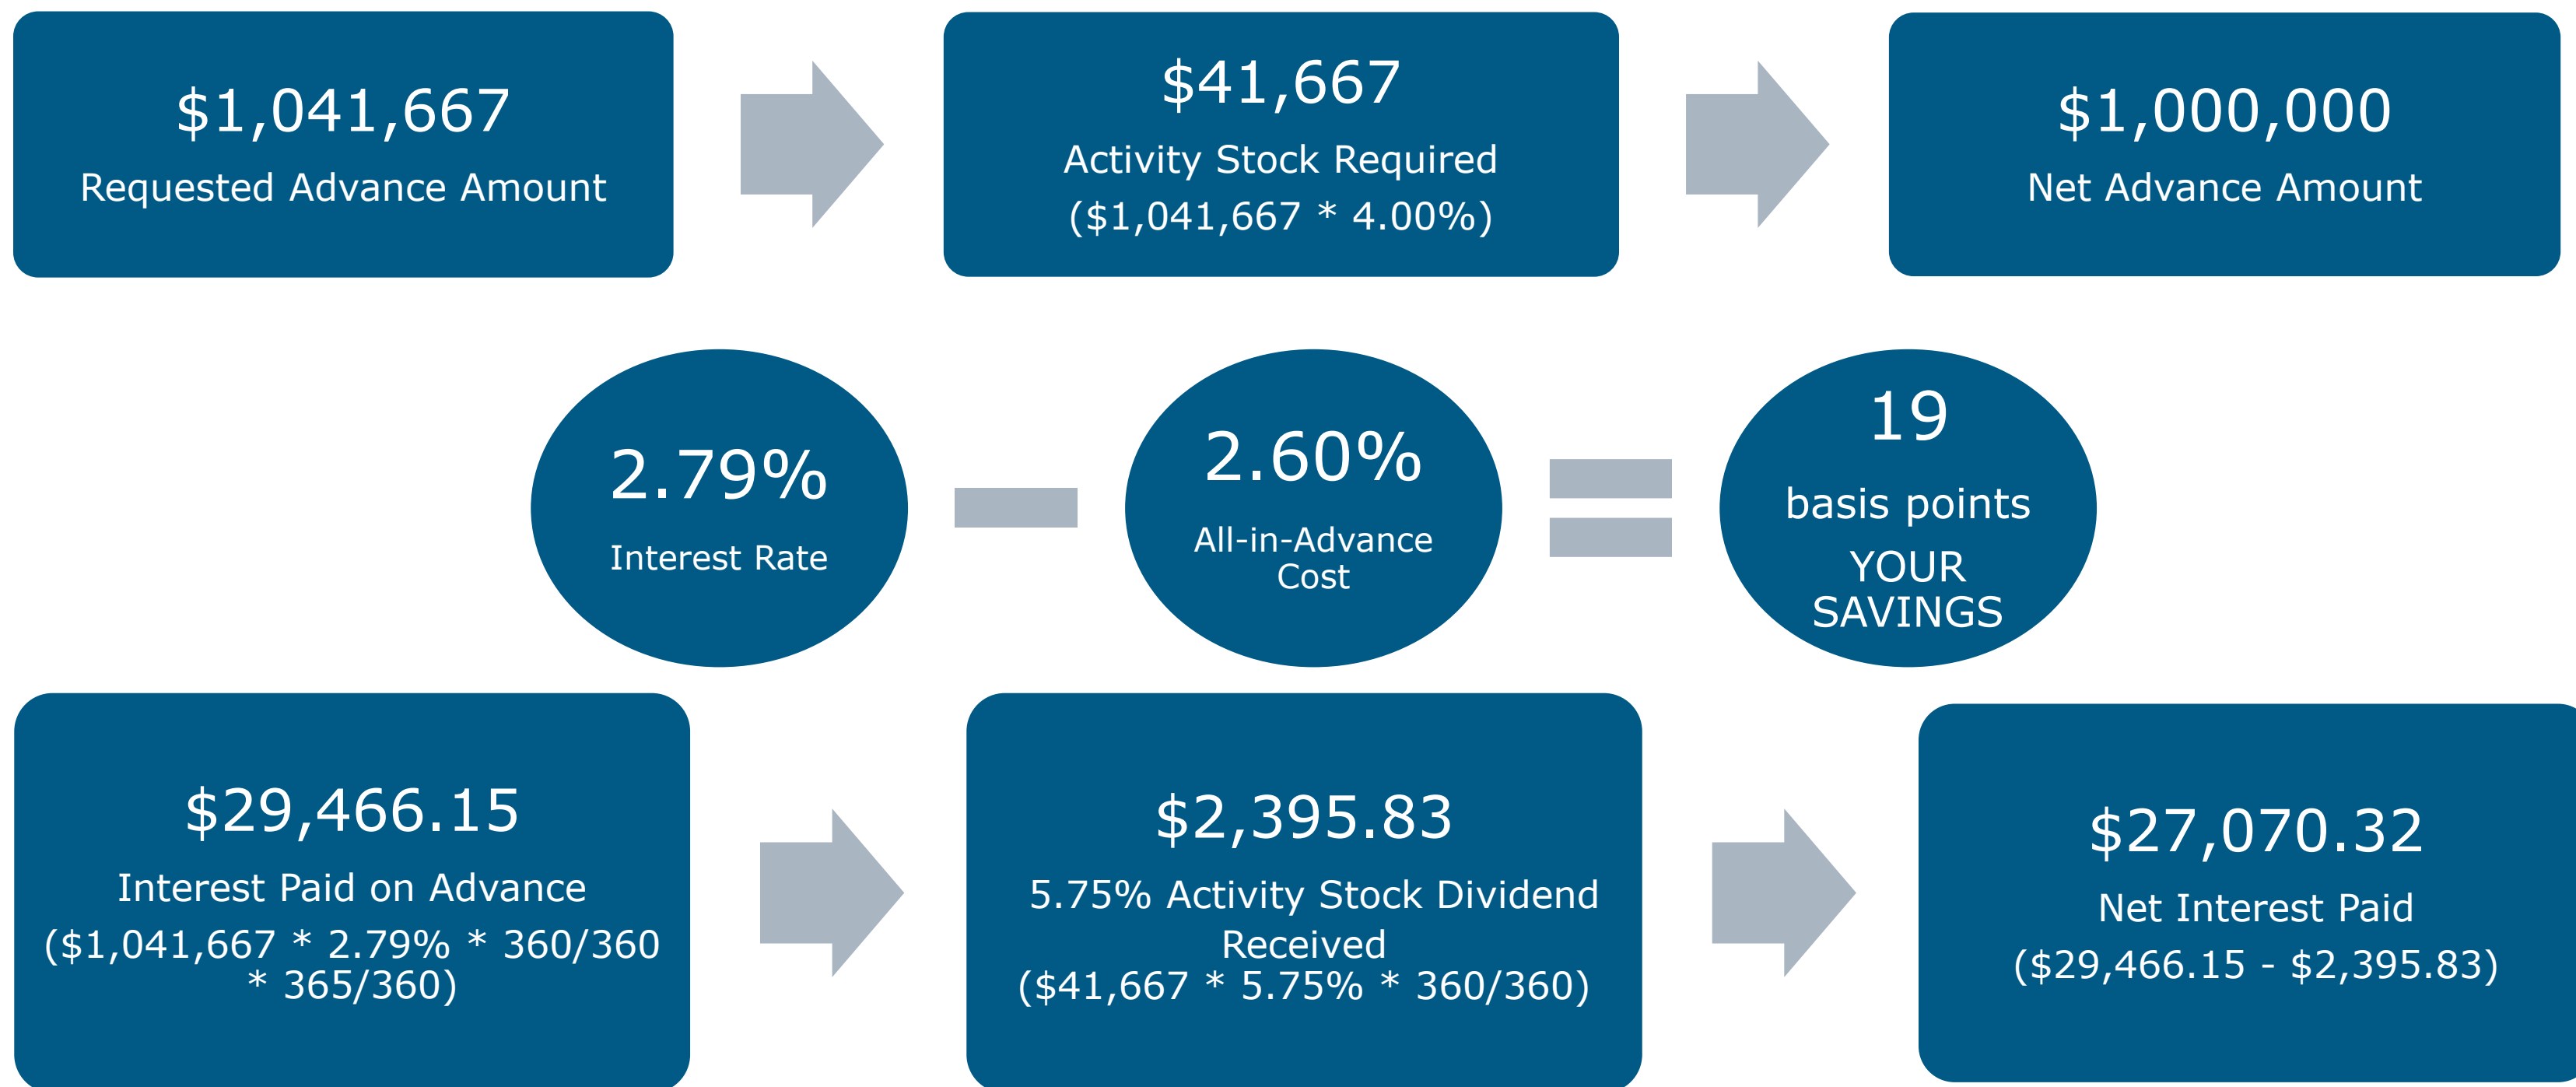 $1,041,667
Requested Advance Amount
$41,667
Activity Stock Required
($1,041,667 * 4.00%)
$1,000,000
Net Advance Amount
2.79%
Interest Rate
2.60%
All-in-Advance
Cost
19
basis points
YOUR
SAVINGS
$29,466.15
Interest Paid on Advance
($1,041,667 * 2.79% * 360/360
* 365/360)
$2,395.83
5.75% Activity Stock Dividend
Received
($41,667 * 5.75% * 360/360)
$27,070.32
Net Interest Paid
($29,466.15 - $2,395.83)